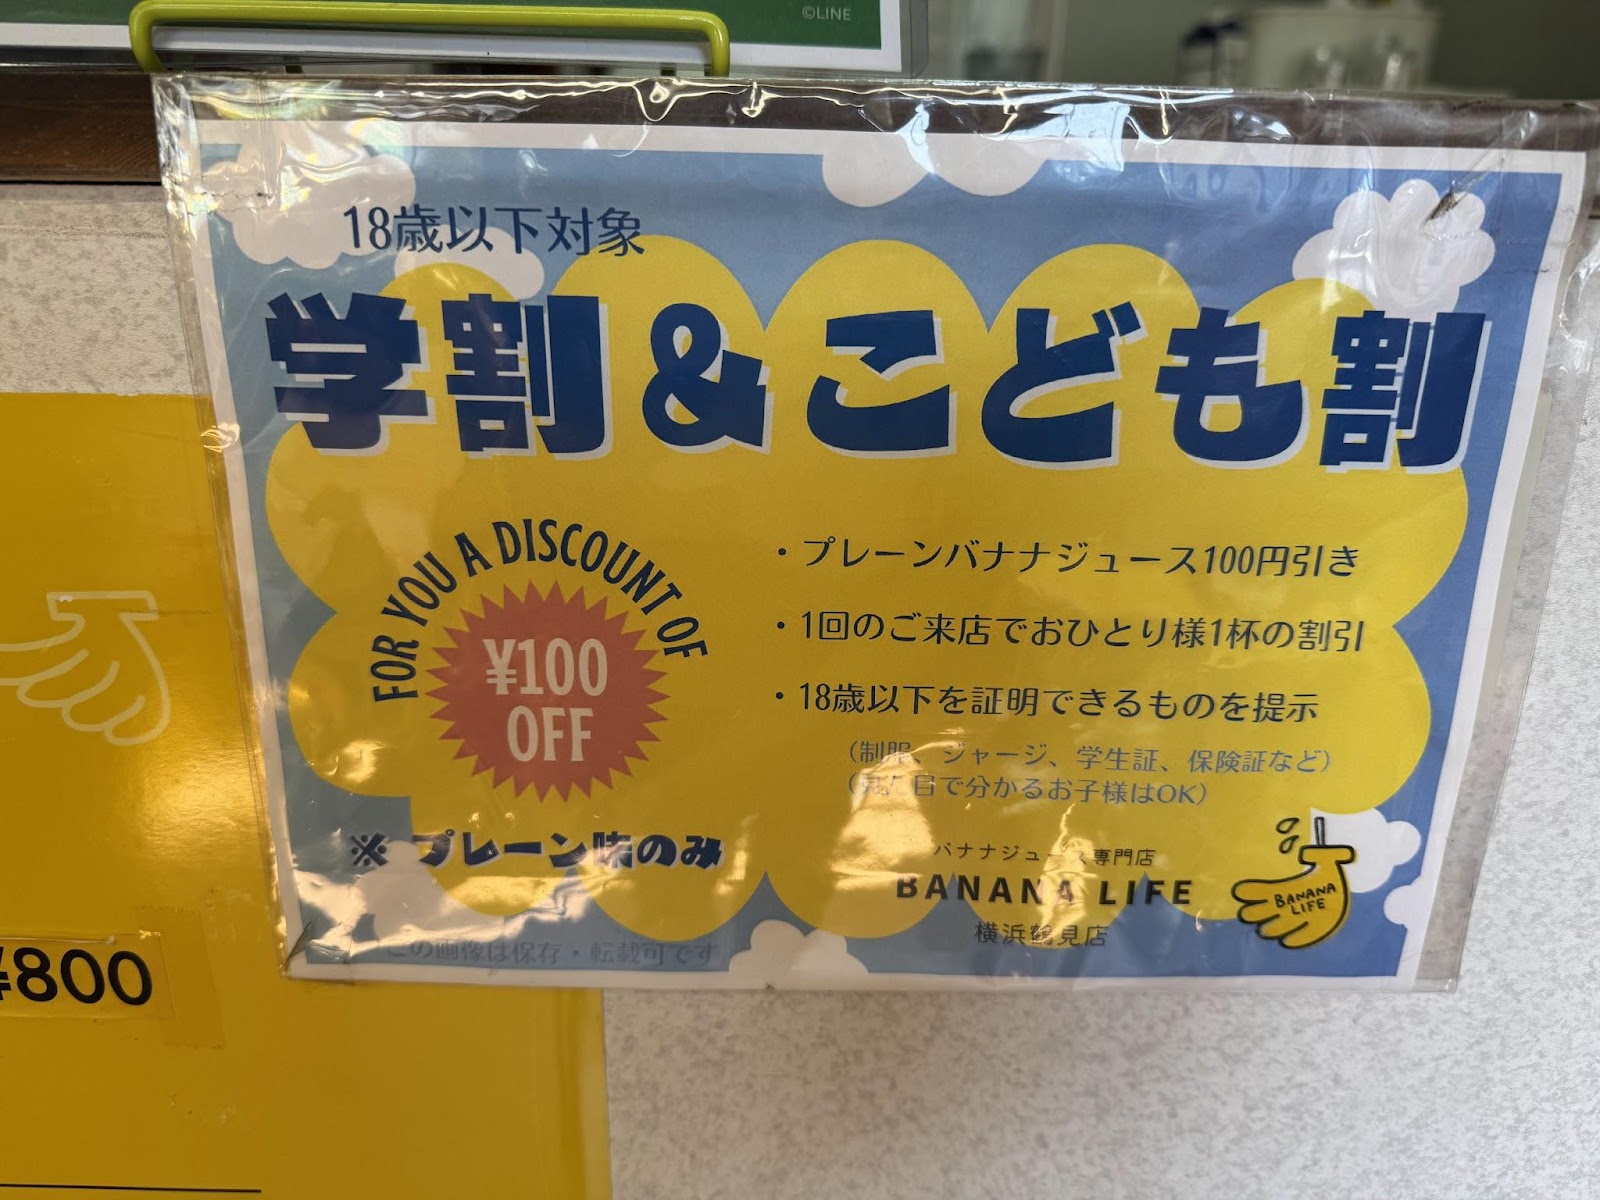 ©LINE
18歳以下対象
学割&こども割
FOR YOU A DISCOUNT OF
¥100
OFF
・プレーンバナナジュース100円引き
・1回のご来店でおひとり様1杯の割引
・18歳以下を証明できるものを提示
(制服、ジャージ、学生証、保険証など)
(見た目で分かるお子様はOK)
※ プレーン味のみ
バナナジュース専門店
BANANA LIFE
横浜鶴見店
BANANA
LIFE
この画像は保存・転載可です
¥800